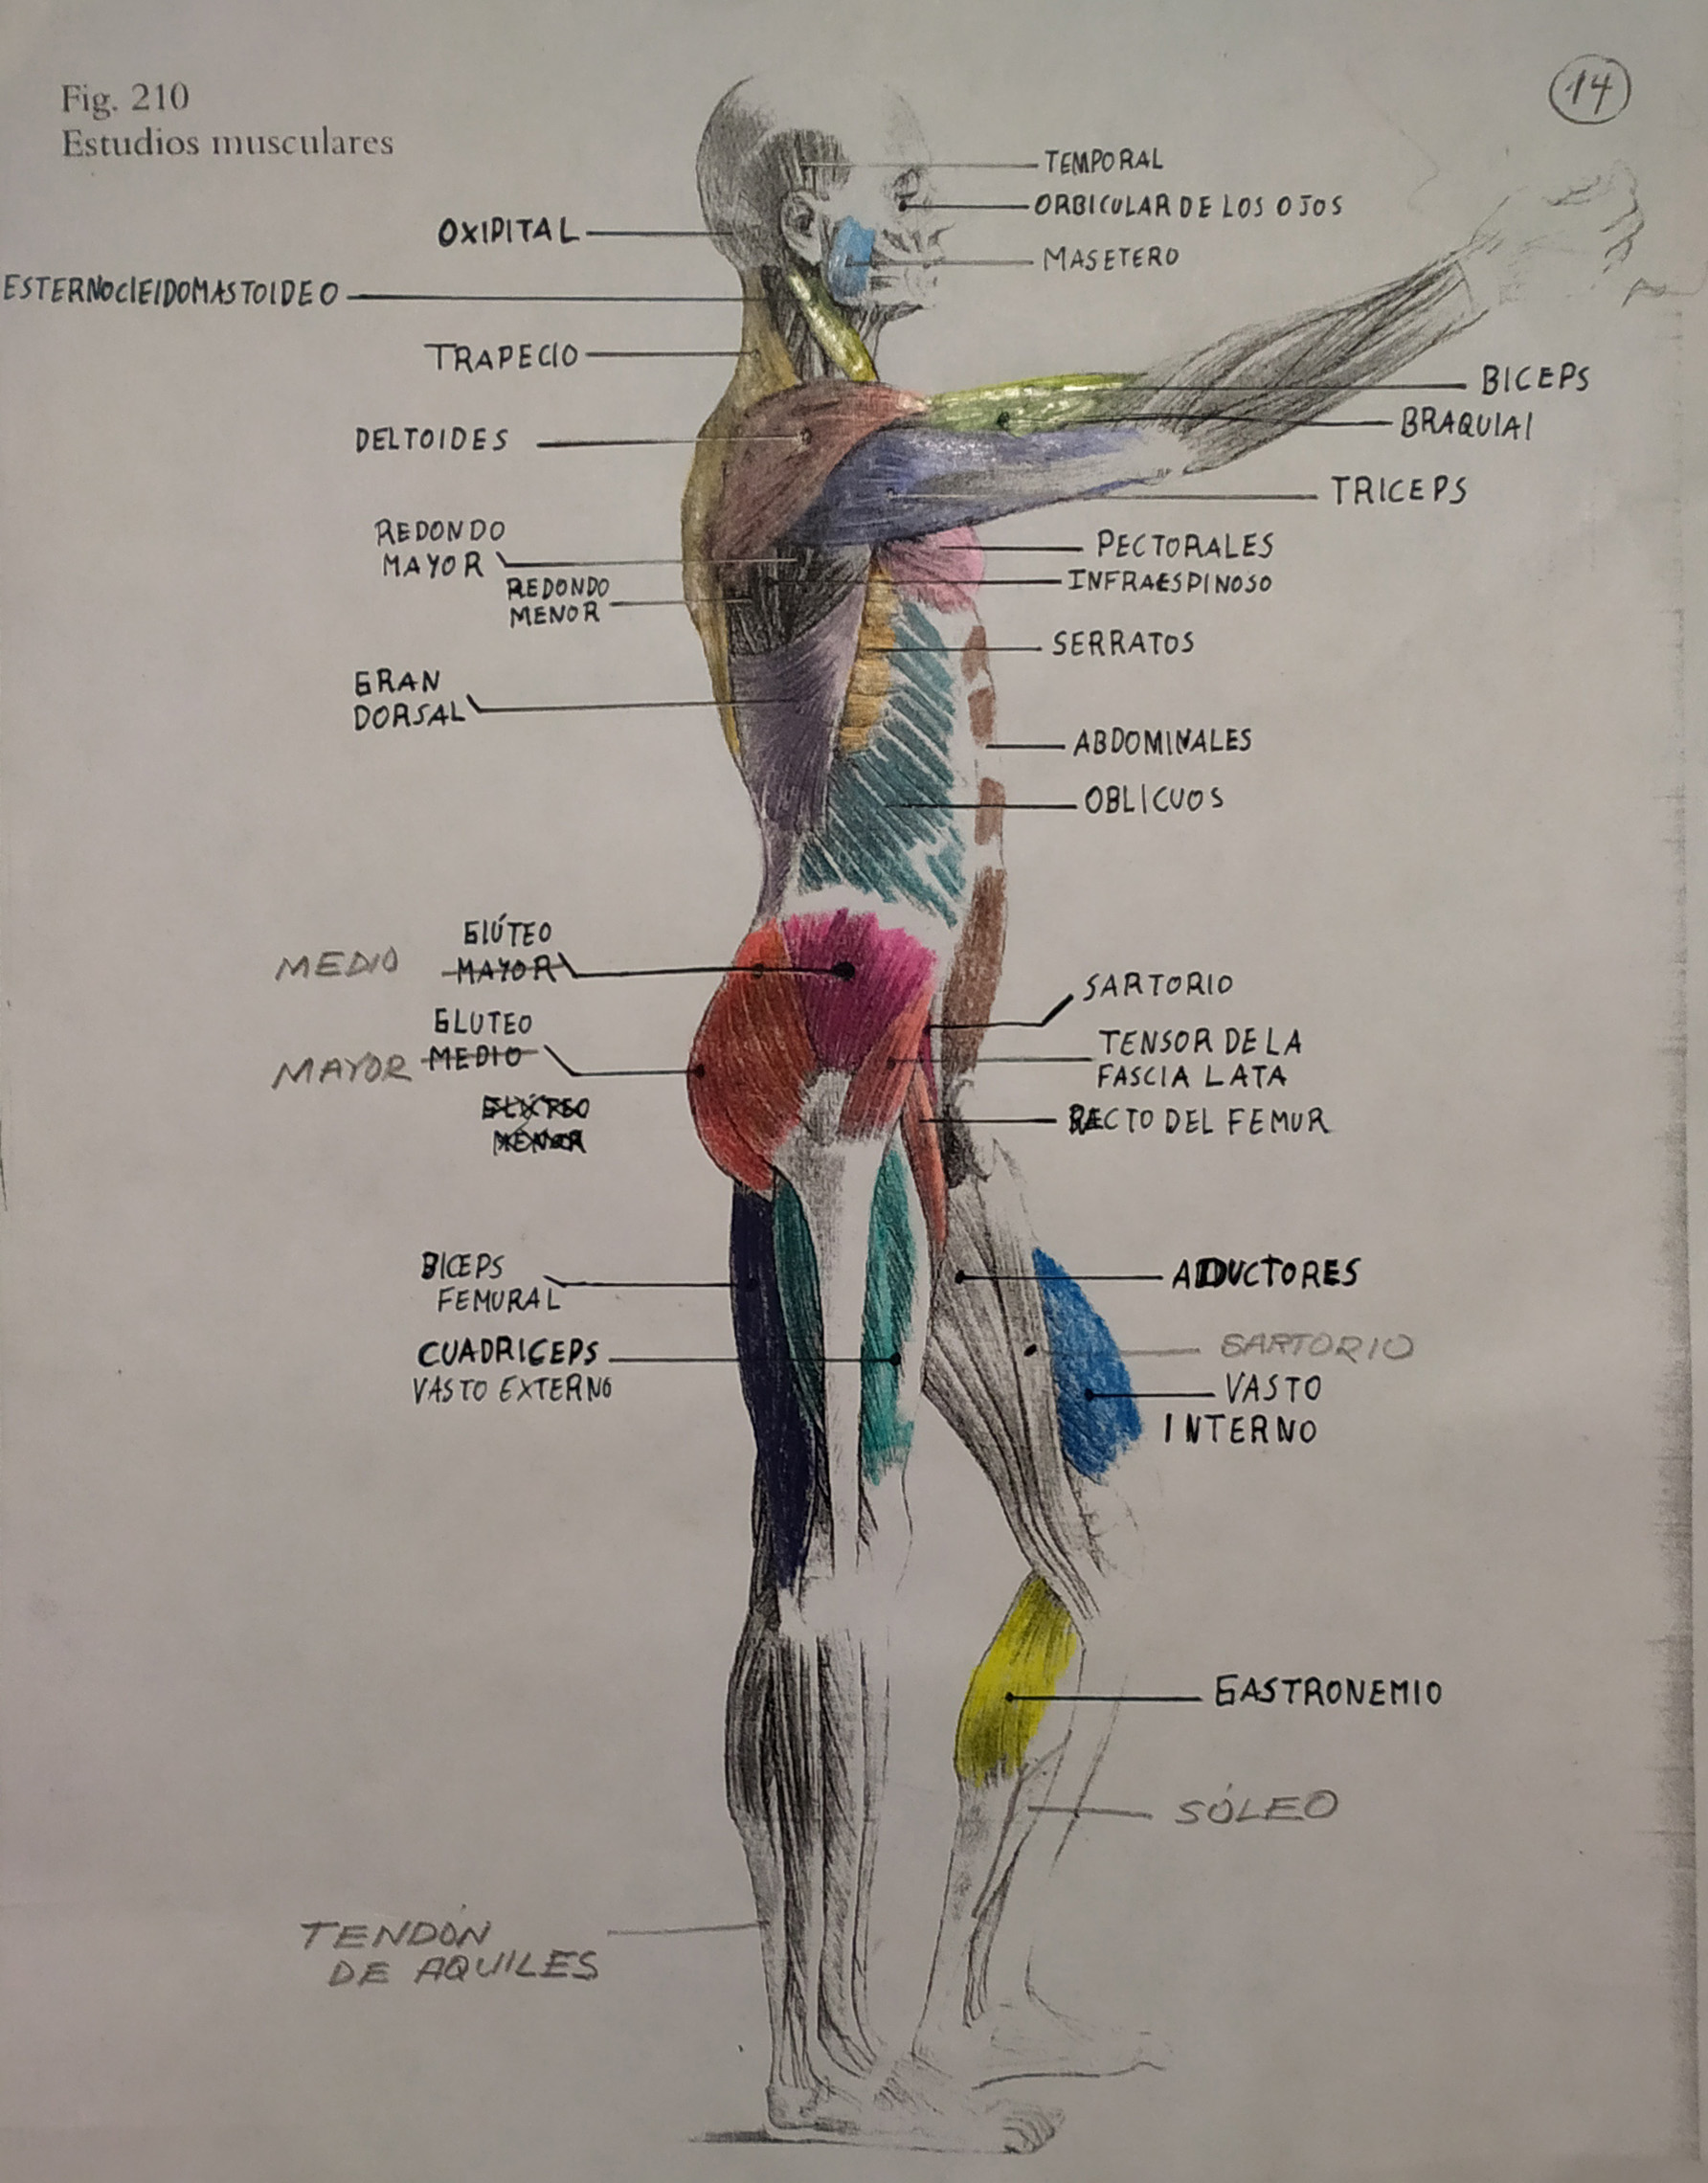 Fig. 210
Estudios musculares
14
TEMPORAL
ORBICULAR DE LOS OJOS
OXIPITAL
MASETERO
ESTERNOCLEIDOMASTOIDEO
TRAPECIO
BICEPS
BRAQUIAL
DELTOIDES
TRICEPS
REDONDO
MAYOR
PECTORALES
INFRAESPINOSO
REDONDO
MENOR
SERRATOS
GRAN
DORSAL
ABDOMINALES
OBLICUOS
GLÚTEO
MEDIO MAYOR
SARTORIO
GLUTEO
MAYOR MEDIO
TENSOR DE LA
FASCIA LATA
GLÚTEO
MENOR
RECTO DEL FEMUR
BICEPS
FEMURAL
ADUCTORES
CUADRICEPS
VASTO EXTERNO
SARTORIO
VASTO
INTERNO
GASTRONEMIO
SÓLEO
TENDÓN
DE AQUILES